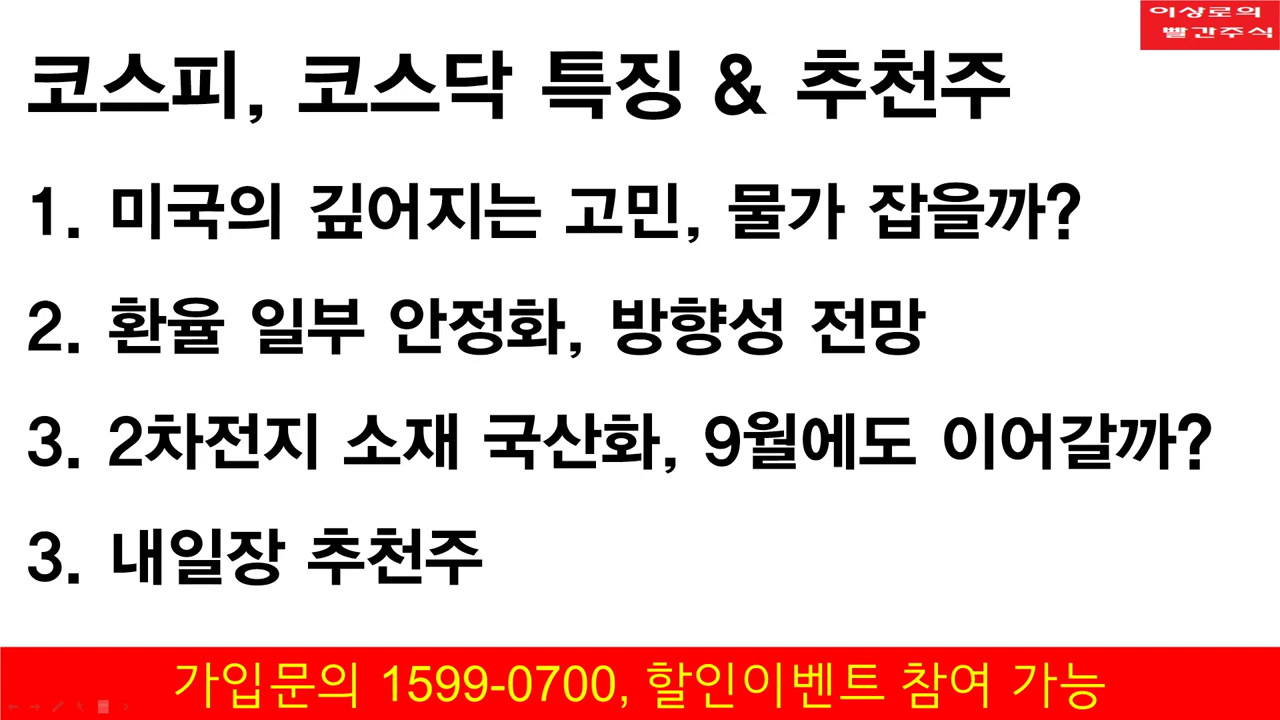 이상로의
빨간주식
코스피, 코스닥 특징 & 추천주
1. 미국의 깊어지는 고민, 물가 잡을까?
2. 환율 일부 안정화, 방향성 전망
3. 2차전지 소재 국산화, 9월에도 이어갈까?
3. 내일장 추천주
가입문의 1599-0700, 할인이벤트 참여 가능